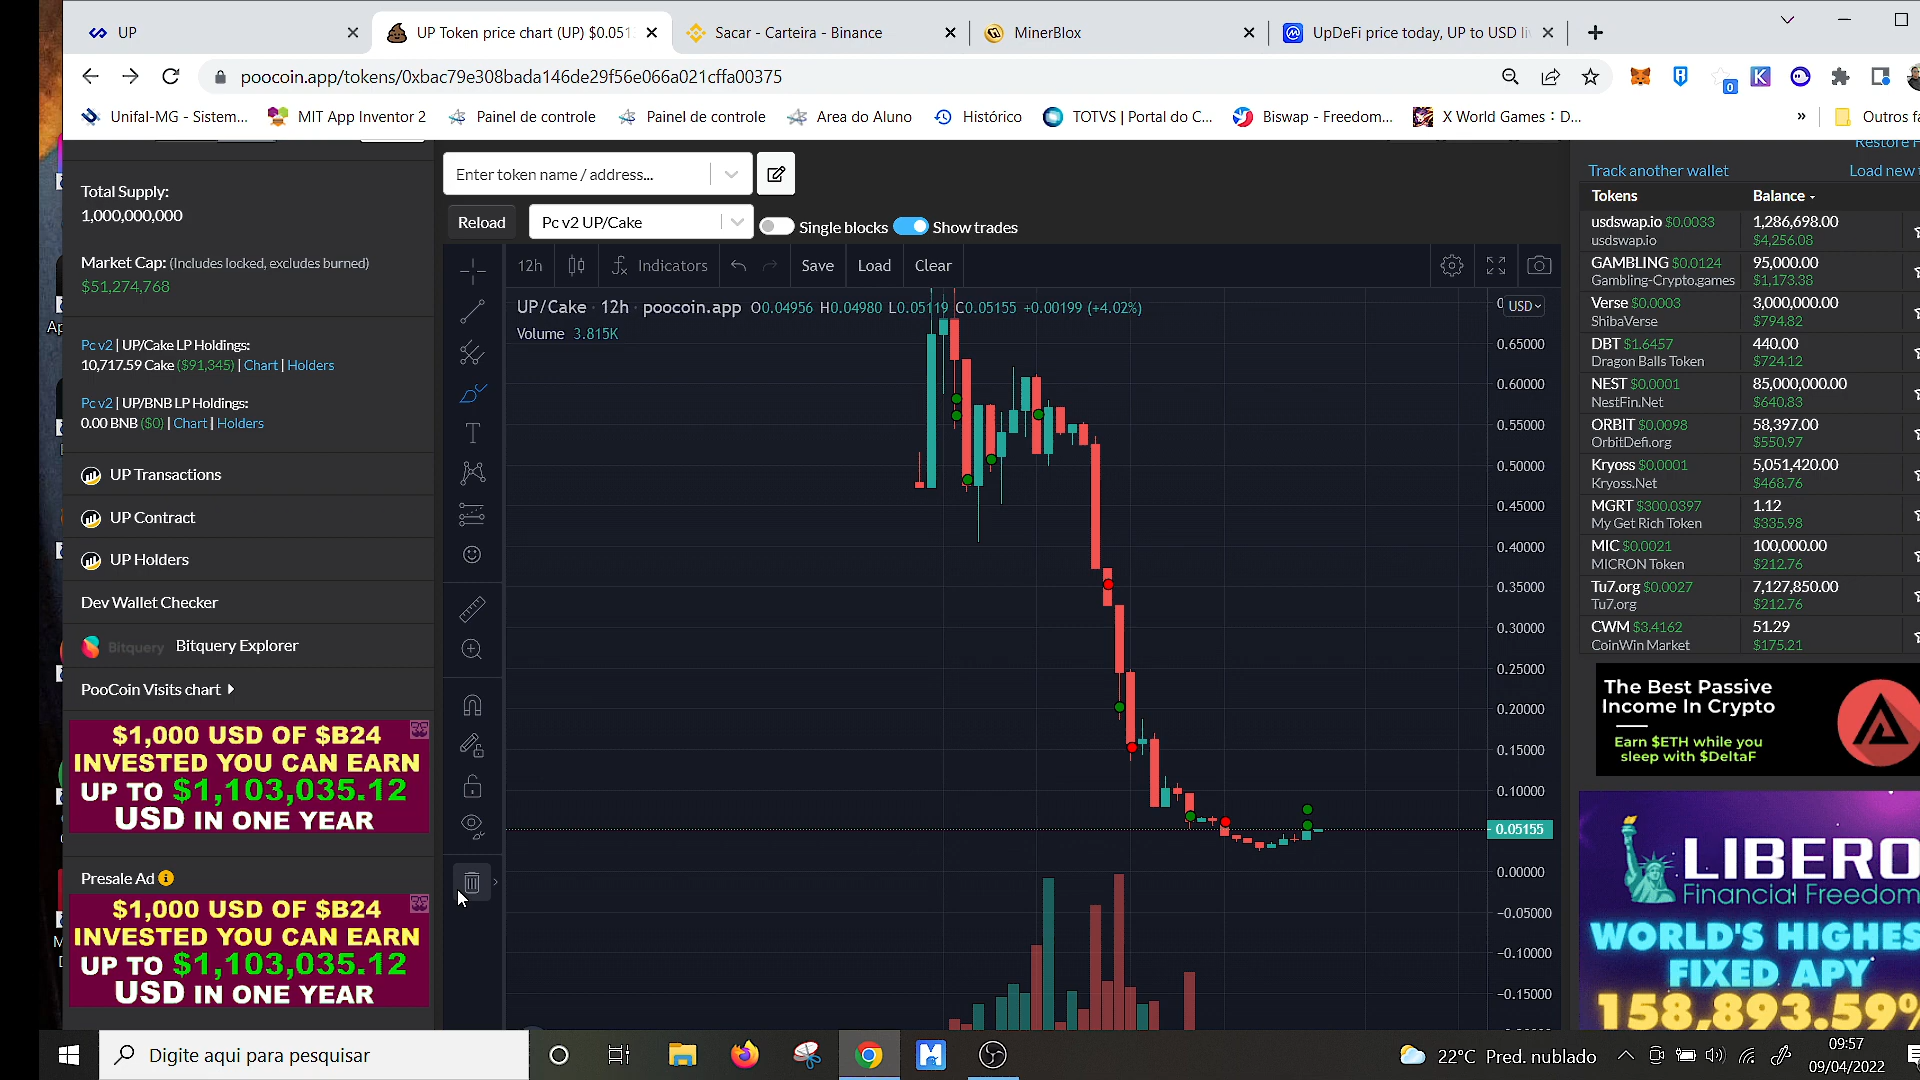 UP
UP Token price chart (UP) $0.051
Sacar - Carteira - Binance
MinerBlox
UpDeFi price today, UP to USD li
poocoin.app/tokens/0xbac79e308bada146de29f56e066a021cffa00375
0
Unifal-MG - Sistem...
MIT App Inventor 2
Painel de controle
Painel de controle
Area do Aluno
Histórico
TOTVS | Portal do C...
Biswap - Freedom...
X World Games : D...
»
Outros fa
Total Supply:
1,000,000,000
Market Cap: (Includes locked, excludes burned)
$51,274,768
Pc v2 | UP/Cake LP Holdings:
10,717.59 Cake ($91,345) | Chart | Holders
Pc v2 | UP/BNB LP Holdings:
0.00 BNB ($0) | Chart | Holders
UP Transactions
UP Contract
UP Holders
Dev Wallet Checker
Bitquery Bitquery Explorer
PooCoin Visits chart
$1,000 USD OF $B24
INVESTED YOU CAN EARN
UP TO $1,103,035.12
USD IN ONE YEAR
Presale Ad
$1,000 USD OF $B24
INVESTED YOU CAN EARN
UP TO $1,103,035.12
USD IN ONE YEAR
Enter token name / address...
Reload
Pc v2 UP/Cake
Single blocks
Show trades
12h
Indicators
Save
Load
Clear
UP/Cake · 12h · poocoin.app O0.04956 H0.04980 L0.05119 C0.05155 +0.00199 (+4.02%)
Volume 3.815K
USD
0.65000
0.60000
0.55000
0.50000
0.45000
0.40000
0.35000
0.30000
0.25000
0.20000
0.15000
0.10000
0.05155
0.00000
−0.05000
−0.10000
−0.15000
Track another wallet
Load new t
Tokens
Balance
usdswap.io $0.0033 1,286,698.00
usdswap.io $4,256.08
GAMBLING $0.0124 95,000.00
Gambling-Crypto.games $1,173.38
Verse $0.0003 3,000,000.00
ShibaVerse $794.82
DBT $1.6457 440.00
Dragon Balls Token $724.12
NEST $0.0001 85,000,000.00
NestFin.Net $640.83
ORBIT $0.0098 58,397.00
OrbitDefi.org $550.97
Kryoss $0.0001 5,051,420.00
Kryoss.Net $468.76
MGRT $300.0397 1.12
My Get Rich Token $335.98
MIC $0.0021 100,000.00
MICRON Token $212.76
Tu7.org $0.0027 7,127,850.00
Tu7.org $212.76
CWM $3.4162 51.29
CoinWin Market $175.21
The Best Passive
Income In Crypto
Earn $ETH while you
sleep with $DeltaF
LIBERO
Financial Freedom
WORLD'S HIGHES
FIXED APY
158,893.59%
Digite aqui para pesquisar
22°C Pred. nublado
09:57
09/04/2022